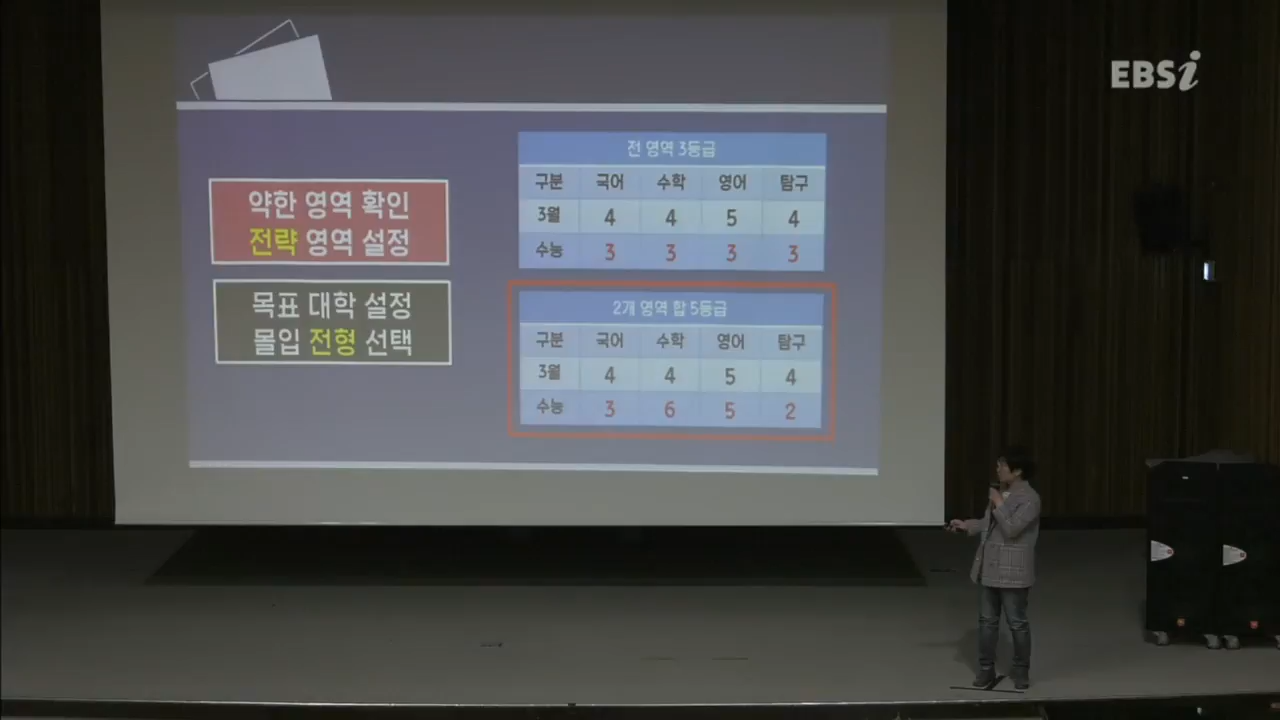 EBSi
약한 영역 확인
전략 영역 설정
목표 대학 설정
몰입 전형 선택
전 영역 3등급
구분 국어 수학 영어 탐구
3월 4 4 5 4
수능 3 3 3 3
2개 영역 합 5등급
구분 국어 수학 영어 탐구
3월 4 4 5 4
수능 3 6 5 2